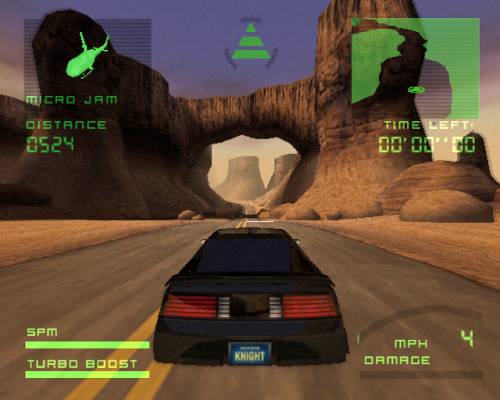 MICRO JAM
DISTANCE
0524
TIME LEFT:
00'00''00
KNIGHT
SPM
TURBO BOOST
4
MPH
DAMAGE